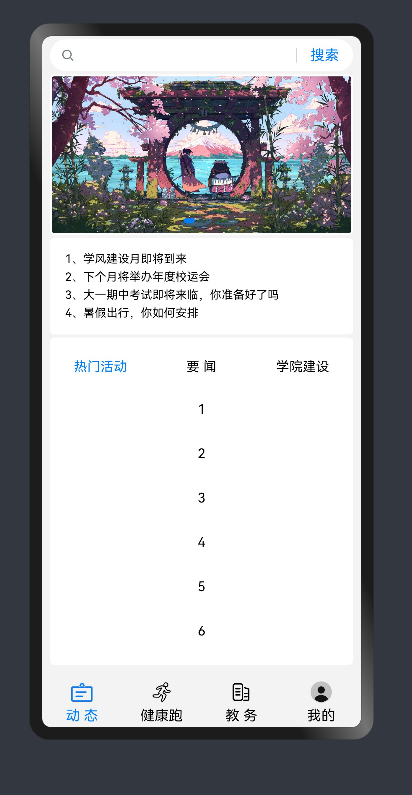 搜索
1、学风建设月即将到来
2、下个月将举办年度校运会
3、大一期中考试即将来临，你准备好了吗
4、暑假出行，你如何安排
热门活动 要 闻 学院建设
1
2
3
4
5
6
动 态 健康跑 教 务 我的